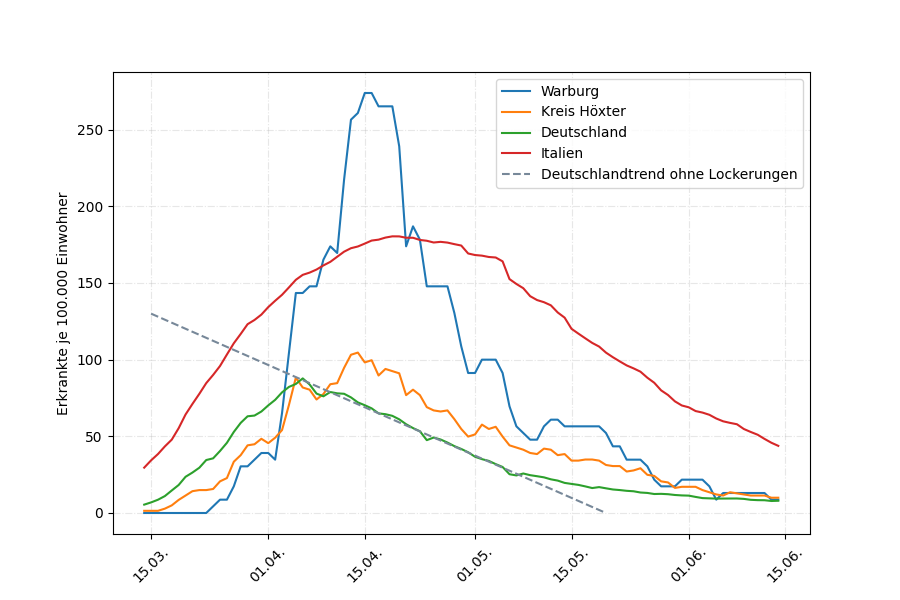 Warburg
Kreis Höxter
Deutschland
Italien
Deutschlandtrend ohne Lockerungen
Erkrankte je 100.000 Einwohner
250
200
150
100
50
0
15.03.
01.04.
15.04.
01.05.
15.05.
01.06.
15.06.